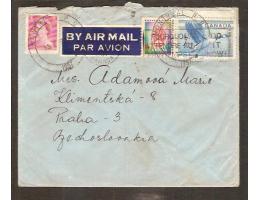 BY AIR MAIL
PAR AVION
CANADA
Mrs. Adamová Marie
Klimentská - 8
Praha - 3
Czechoslovakia